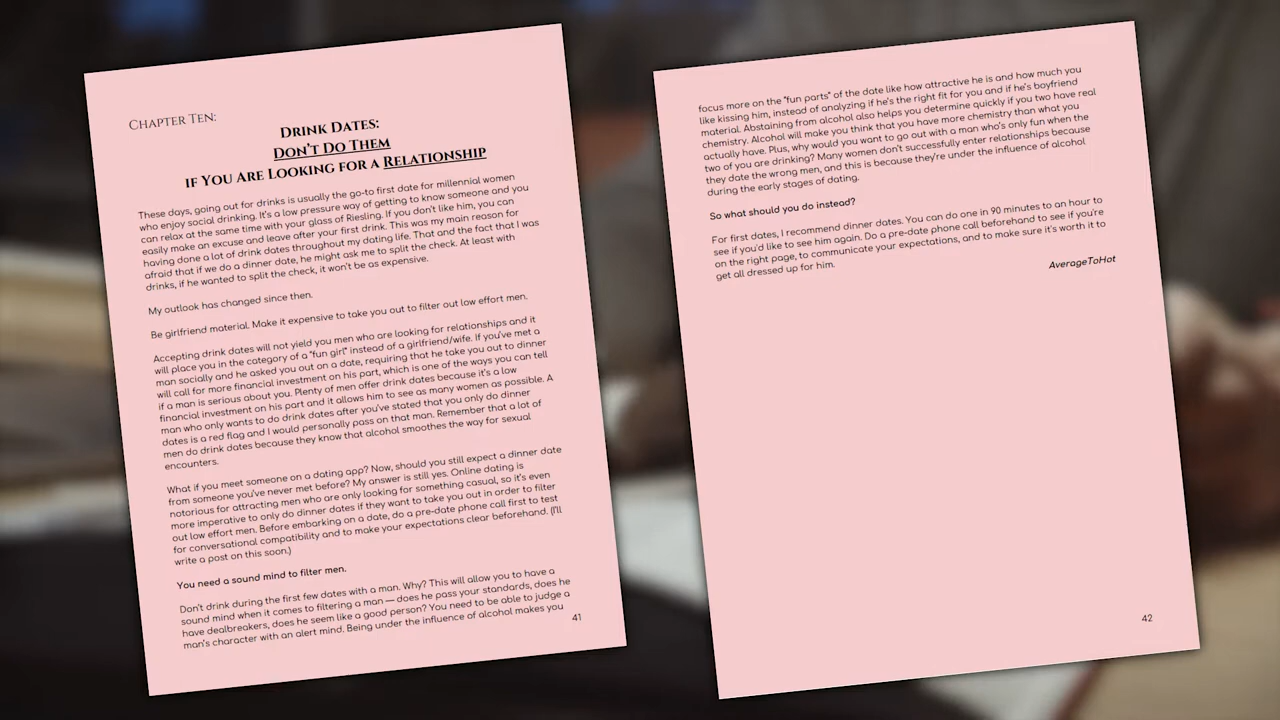 CHAPTER TEN:
DRINK DATES:
DON'T DO THEM
IF YOU ARE LOOKING FOR A RELATIONSHIP
These days, going out for drinks is usually the go-to first date for millennial women
who enjoy social drinking. It's a low pressure way of getting to know someone and you
can relax at the same time with your glass of Riesling. If you don't like him, you can
easily make an excuse and leave after your first drink. This was my main reason for
having done a lot of drink dates throughout my dating life. That and the fact that I was
afraid that if we do a dinner date, he might ask me to split the check. At least with
drinks, if he wanted to split the check, it won't be as expensive.
My outlook has changed since then.
Be girlfriend material. Make it expensive to take you out to filter out low effort men.
Accepting drink dates will not yield you men who are looking for relationships and it
will place you in the category of a "fun girl" instead of a girlfriend/wife. If you've met a
man socially and he asked you out on a date, requiring that he take you out to dinner
will call for more financial investment on his part, which is one of the ways you can tell
if a man is serious about you. Plenty of men offer drink dates because it's a low
financial investment on his part and it allows him to see as many women as possible. A
man who only wants to do drink dates after you've stated that you only do dinner
dates is a red flag and I would personally pass on that man. Remember that a lot of
men do drink dates because they know that alcohol smoothes the way for sexual
encounters.
What if you meet someone on a dating app? Now, should you still expect a dinner date
from someone you've never met before? My answer is still yes. Online dating is
notorious for attracting men who are only looking for something casual, so it's even
more imperative to only do dinner dates if they want to take you out in order to filter
out low effort men. Before embarking on a date, do a pre-date phone call first to test
for conversational compatibility and to make your expectations clear beforehand. (I'll
write a post on this soon.)
You need a sound mind to filter men.
Don't drink during the first few dates with a man. Why? This will allow you to have a
sound mind when it comes to filtering a man — does he pass your standards, does he
have dealbreakers, does he seem like a good person? You need to be able to judge a
man's character with an alert mind. Being under the influence of alcohol makes you
41
focus more on the "fun parts" of the date like how attractive he is and how much you
like kissing him, instead of analyzing if he's the right fit for you and if he's boyfriend
material. Abstaining from alcohol also helps you determine quickly if you two have real
chemistry. Alcohol will make you think that you have more chemistry than what you
actually have. Plus, why would you want to go out with a man who's only fun when the
two of you are drinking? Many women don't successfully enter relationships because
they date the wrong men, and this is because they're under the influence of alcohol
during the early stages of dating.
So what should you do instead?
For first dates, I recommend dinner dates. You can do one in 90 minutes to an hour to
see if you'd like to see him again. Do a pre-date phone call beforehand to see if you're
on the right page, to communicate your expectations, and to make sure it's worth it to
get all dressed up for him.
AverageToHot
42